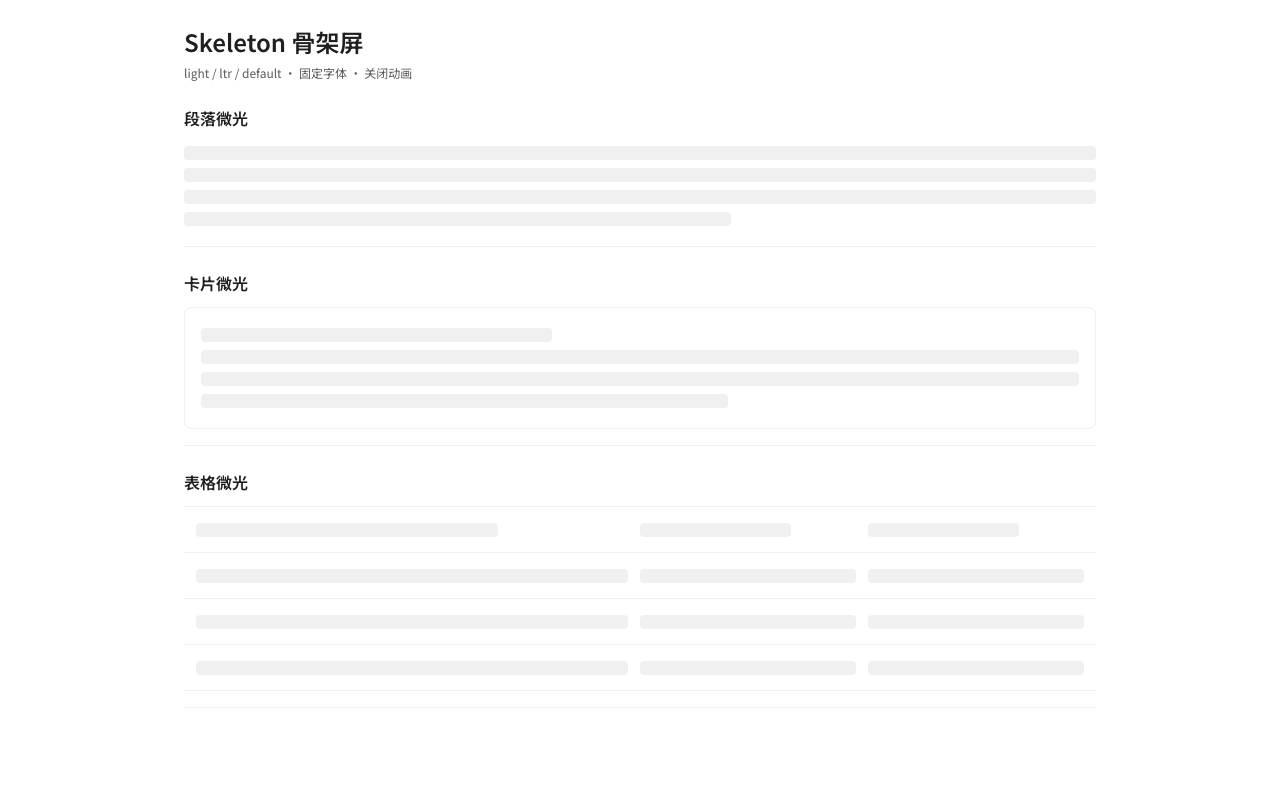 Skeleton 骨架屏
light / ltr / default ・ 固定字体 ・ 关闭动画
段落微光
卡片微光
表格微光